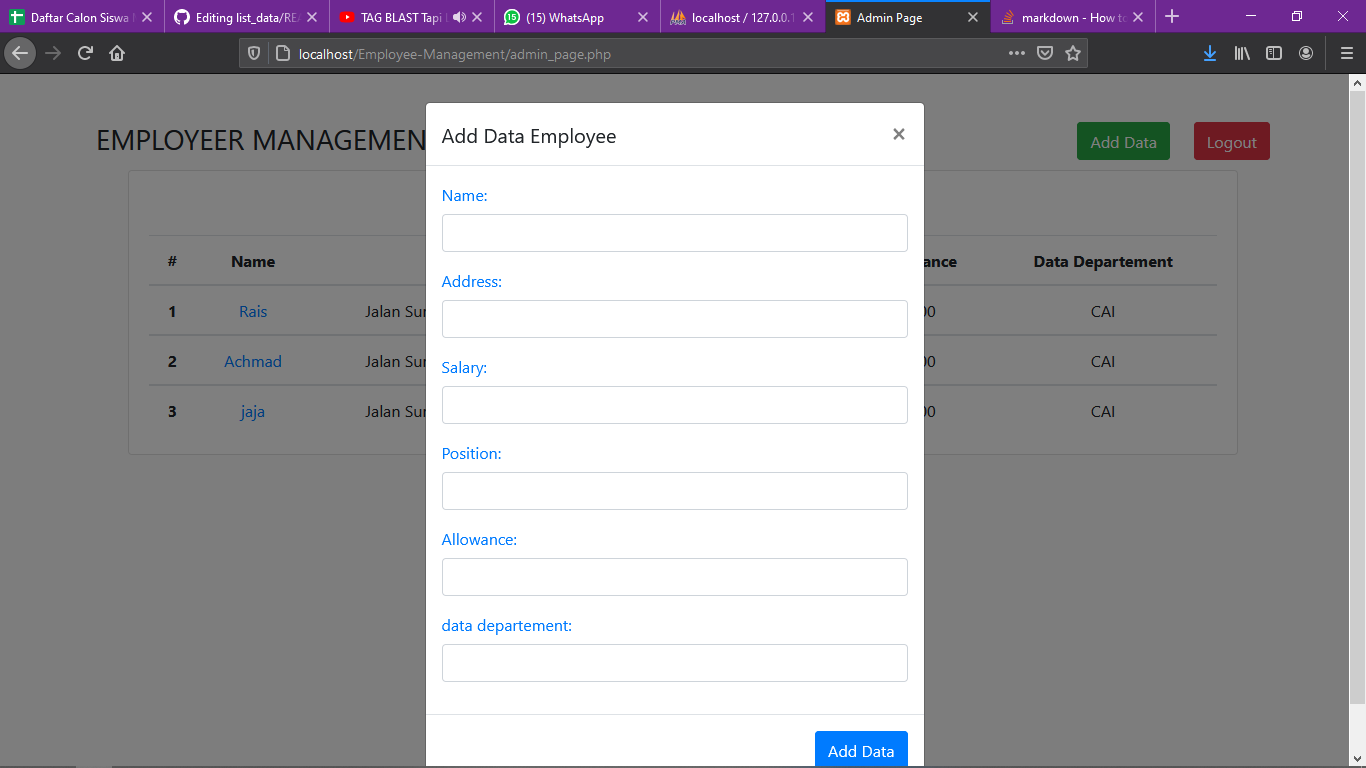 Daftar Calon Siswa
Editing list_data/RE
TAG BLAST Tapi
(15) WhatsApp
localhost / 127.0.0.1
Admin Page
markdown - How to
localhost/Employee-Management/admin_page.php
EMPLOYEER MANAGEMEN
Add Data
Logout
Add Data Employee
×
Name:
Address:
Salary:
Position:
Allowance:
data departement:
Add Data
# Name ance Data Departement
1 Rais Jalan Sur 00 CAI
2 Achmad Jalan Sur 00 CAI
3 jaja Jalan Sur 00 CAI